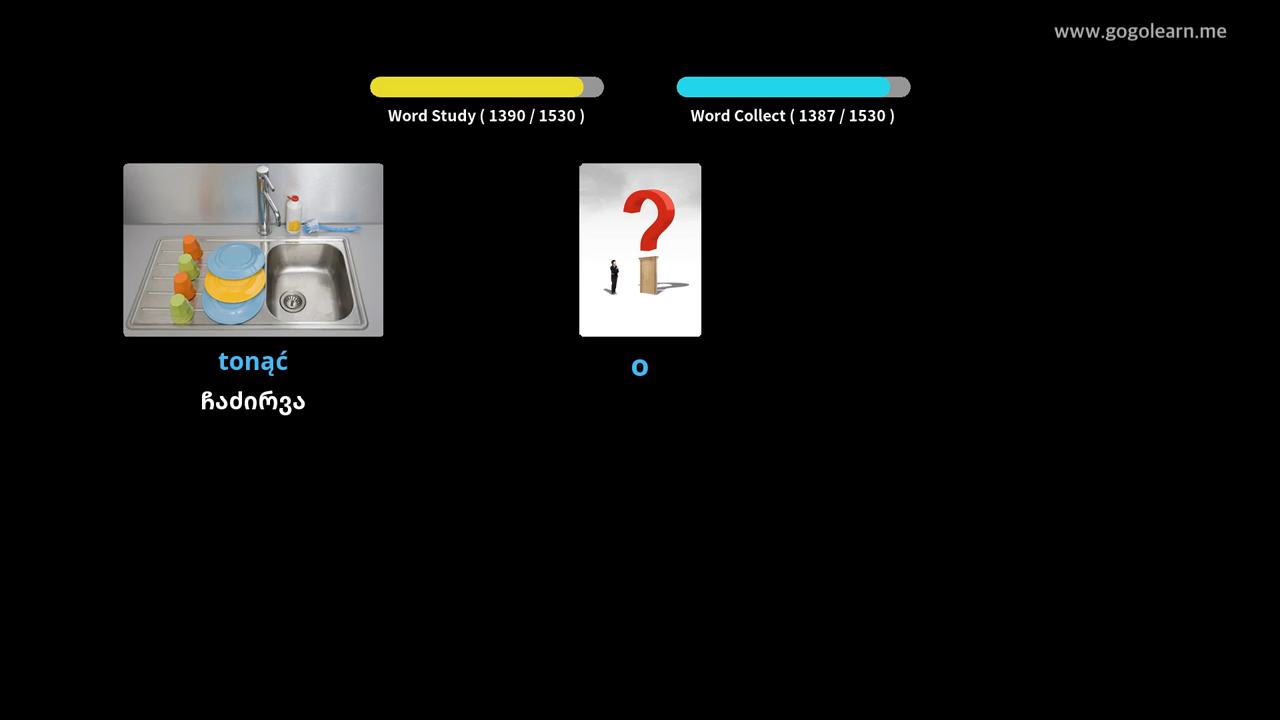 www.gogolearn.me
Word Study ( 1390 / 1530 )
Word Collect ( 1387 / 1530 )
tonąć
ჩაძირვა
o